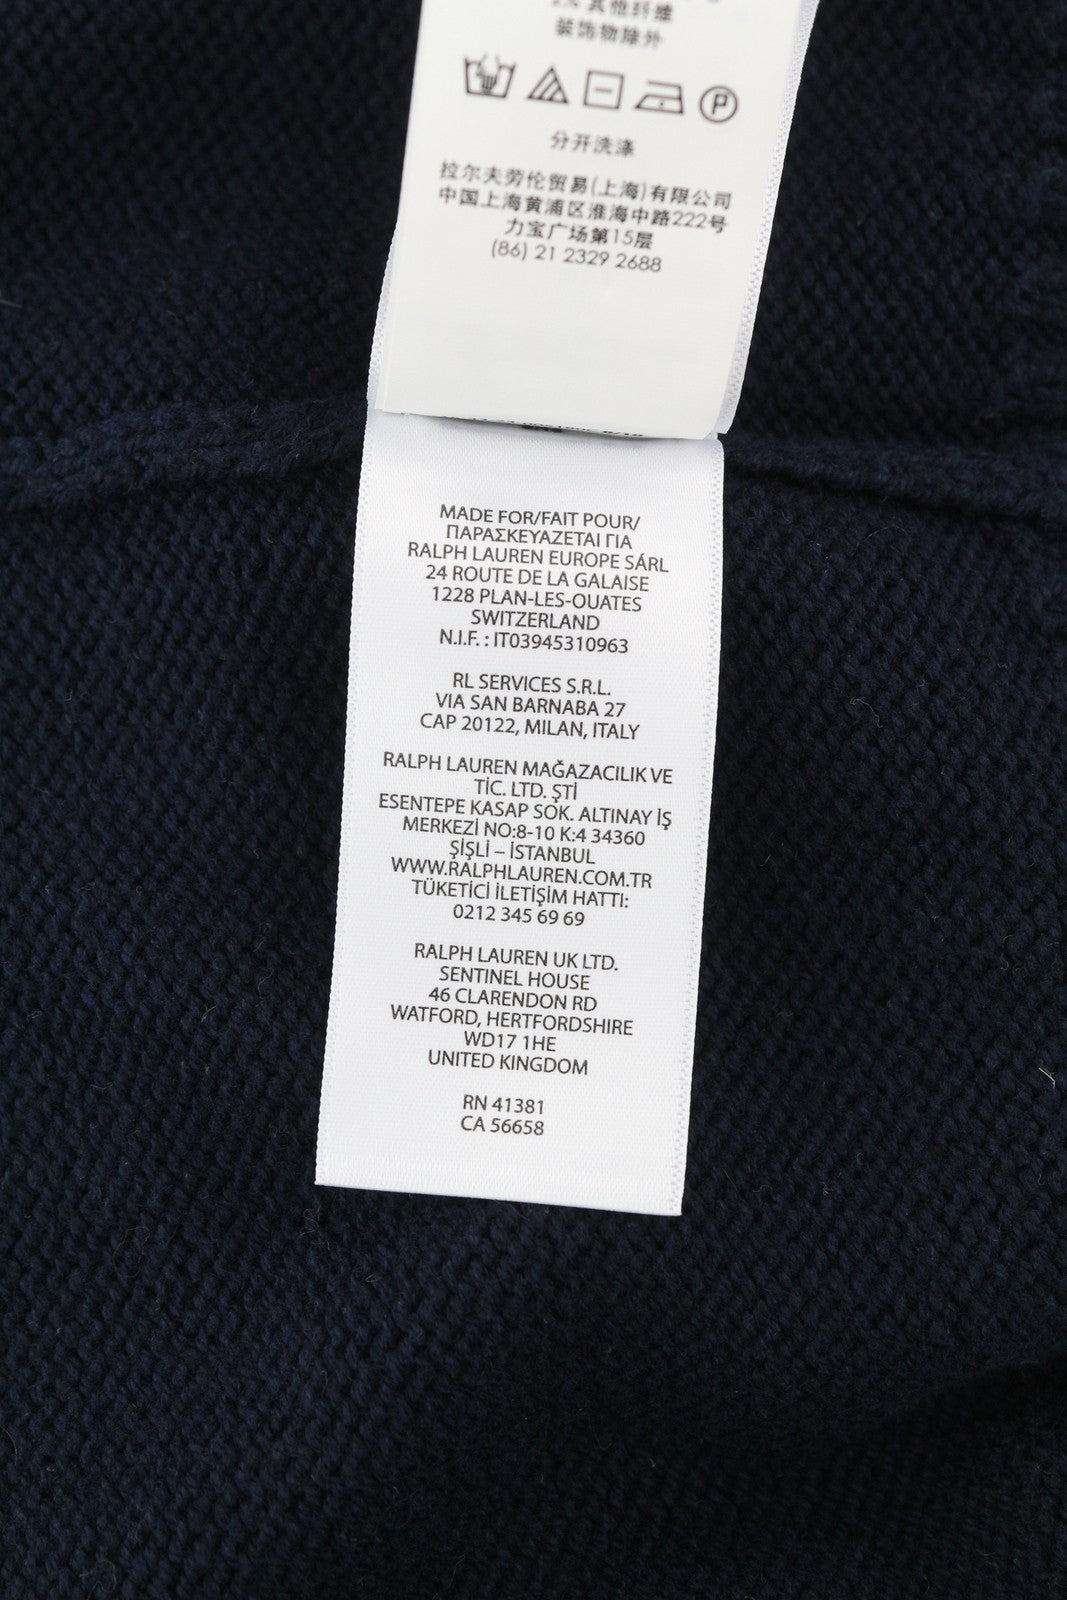 2% 其他纤维
装饰物除外
P
分开洗涤
拉尔夫劳伦贸易(上海)有限公司
中国上海黄浦区淮海中路222号
力宝广场第15层
(86) 21 2329 2688
MADE FOR/FAIT POUR/
ΠΑΡΑΣΚΕΥΑΖΕΤΑΙ ΓΙΑ
RALPH LAUREN EUROPE SÁRL
24 ROUTE DE LA GALAISE
1228 PLAN-LES-OUATES
SWITZERLAND
N.I.F. : IT03945310963
RL SERVICES S.R.L.
VIA SAN BARNABA 27
CAP 20122, MILAN, ITALY
RALPH LAUREN MAĞAZACILIK VE
TİC. LTD. ŞTİ
ESENTEPE KASAP SOK. ALTINAY İŞ
MERKEZİ NO:8-10 K:4 34360
ŞİŞLİ – İSTANBUL
WWW.RALPHLAUREN.COM.TR
TÜKETİCİ İLETİŞİM HATTI:
0212 345 69 69
RALPH LAUREN UK LTD.
SENTINEL HOUSE
46 CLARENDON RD
WATFORD, HERTFORDSHIRE
WD17 1HE
UNITED KINGDOM
RN 41381
CA 56658